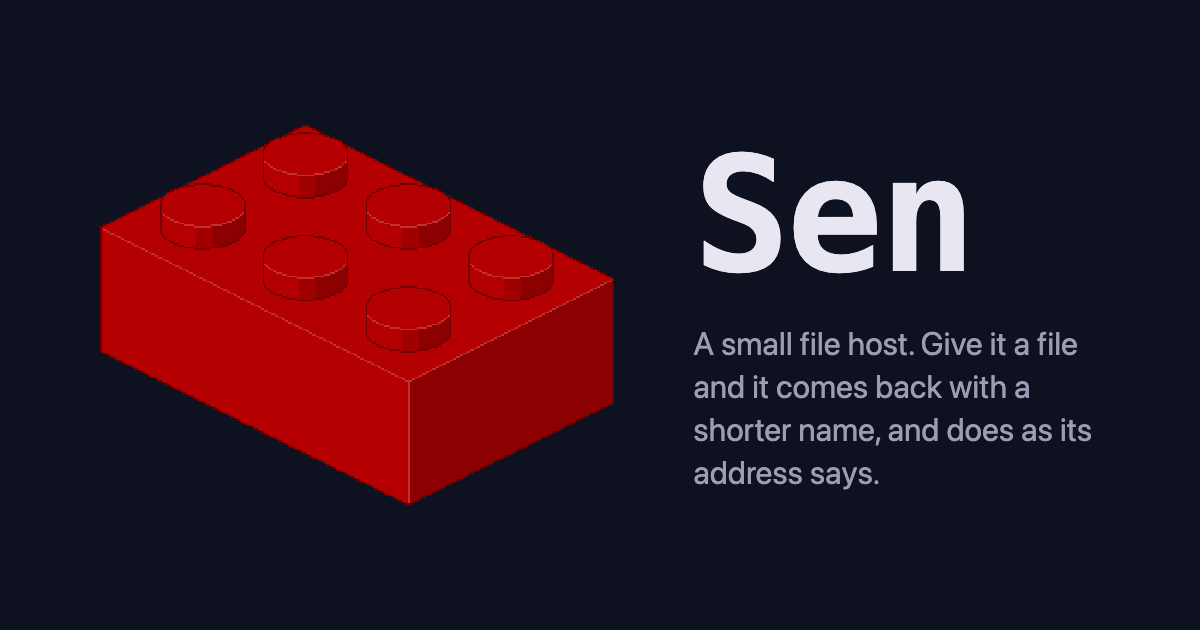 Sen
A small file host. Give it a file
and it comes back with a
shorter name, and does as its
address says.